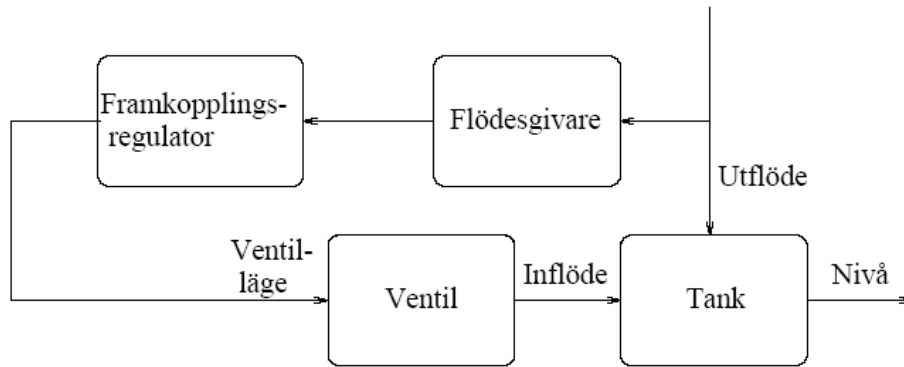 Framkopplings-
regulator
Flödesgivare
Utflöde
Ventil-
läge
Ventil
Inflöde
Tank
Nivå